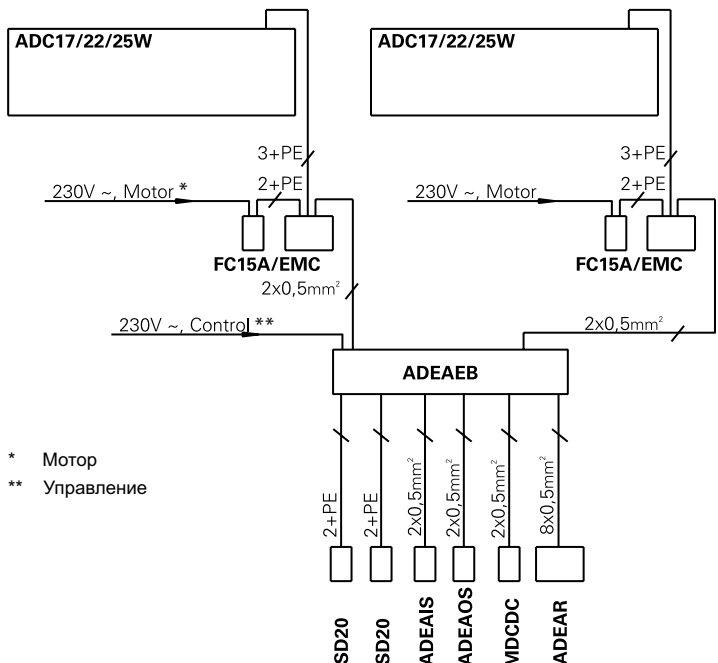 ADC17/22/25W
ADC17/22/25W
3+PE
3+PE
230V ~, Motor *
2+PE
230V ~, Motor
2+PE
FC15A/EMC
FC15A/EMC
2x0,5mm²
230V ~, Control **
2x0,5mm²
ADEAEB
* Мотор
** Управление
2+PE
2+PE
2x0,5mm²
2x0,5mm²
2x0,5mm²
8x0,5mm²
SD20
SD20
ADEAIS
ADEAOS
MDCDC
ADEAR